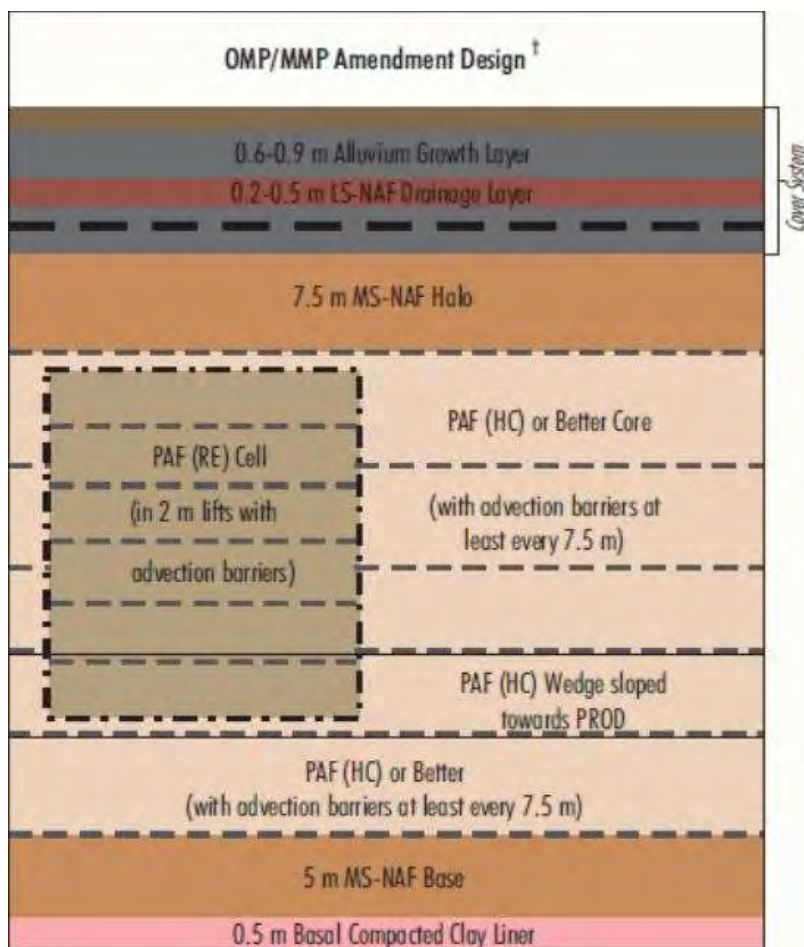 OMP/MMP Amendment Design †
0.6-0.9 m Alluvium Growth Layer
0.2-0.5 m LS-NAF Drainage Layer
Cover System
7.5 m MS-NAF Halo
PAF (HC) or Better Core
PAF (RE) Cell
(in 2 m lifts with
(with advection barriers at
least every 7.5 m)
advection barriers)
PAF (HC) Wedge sloped
towards PROD
PAF (HC) or Better
(with advection barriers at least every 7.5 m)
5 m MS-NAF Base
0.5 m Basal Compacted Clay Liner